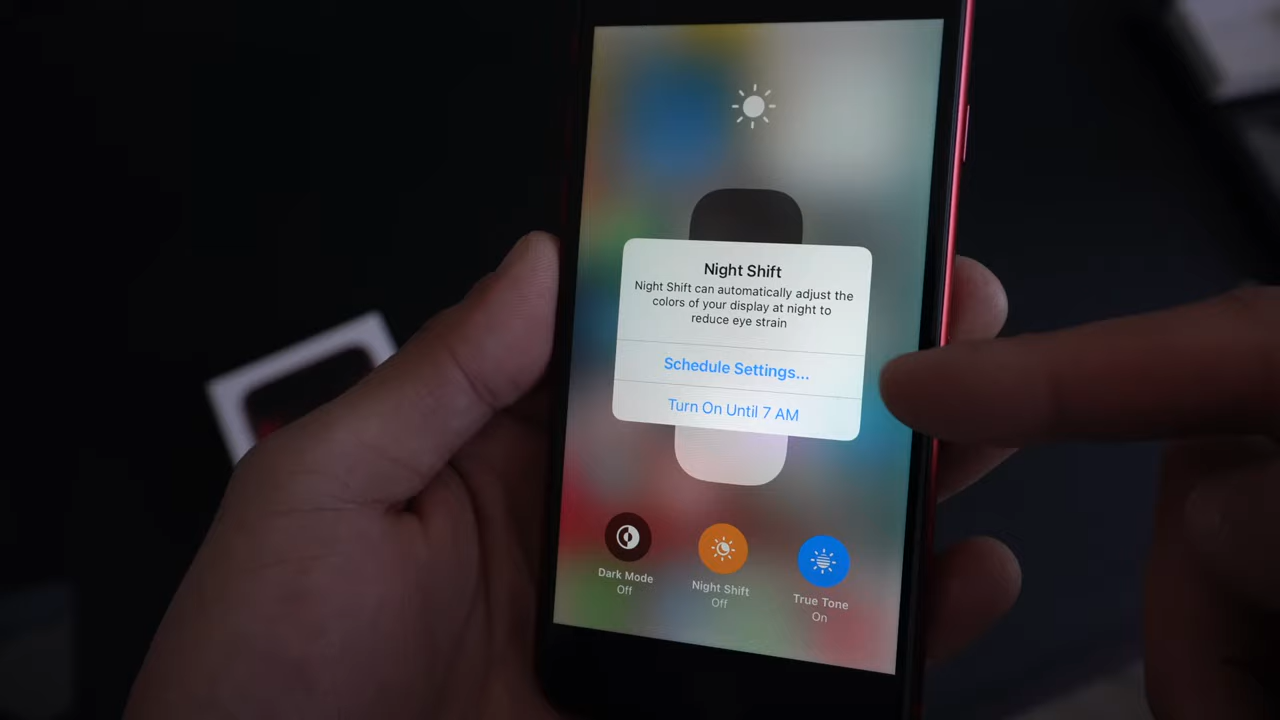 Night Shift
Night Shift can automatically adjust the
colors of your display at night to
reduce eye strain
Schedule Settings...
Turn On Until 7 AM
Dark Mode
Off
Night Shift
Off
True Tone
On